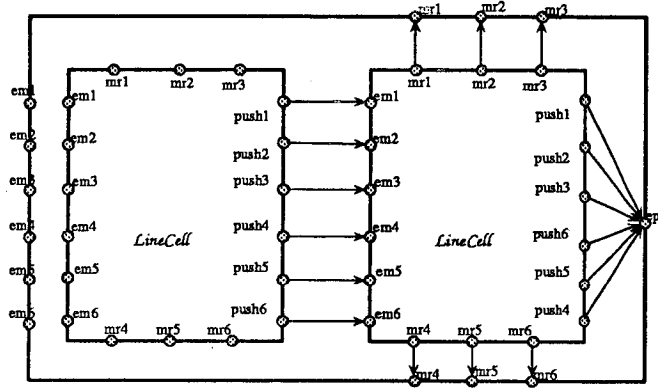 mr1 mr2 mr3
mr1 mr2 mr3 mr1 mr2 mr3
em1 em1 push1 em1 push1
em2 em2 push2 em2 push2
em3 em3 push3 em3 push3
em4 em4 LineCell push4 em4 LineCell push6 ep
em5 em5 push5 em5 push5
em6 em6 push6 em6 push4
mr4 mr5 mr6 mr4 mr5 mr6
mr4 mr5 mr6